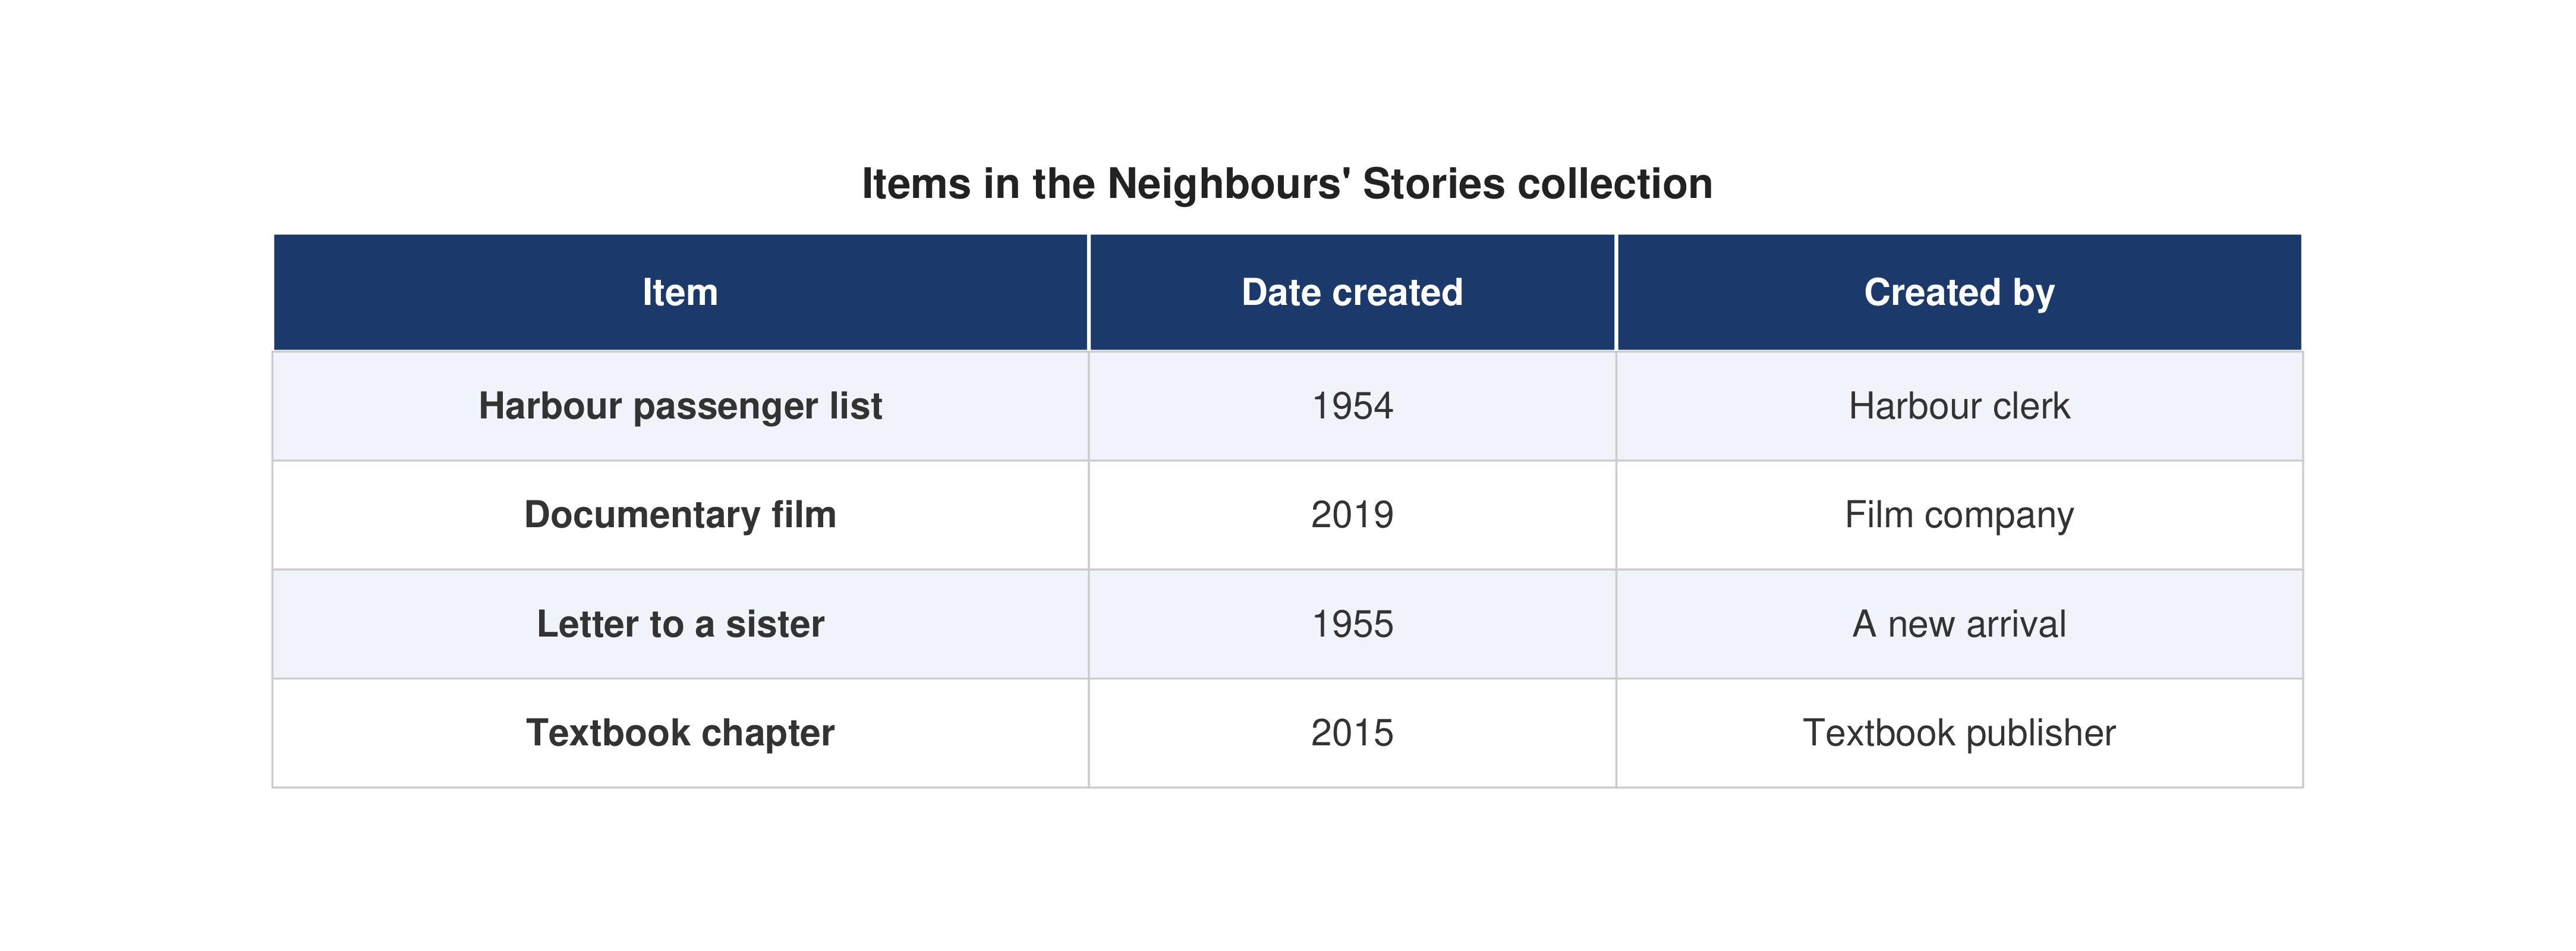 Items in the Neighbours' Stories collection
Item Date created Created by
Harbour passenger list 1954 Harbour clerk
Documentary film 2019 Film company
Letter to a sister 1955 A new arrival
Textbook chapter 2015 Textbook publisher